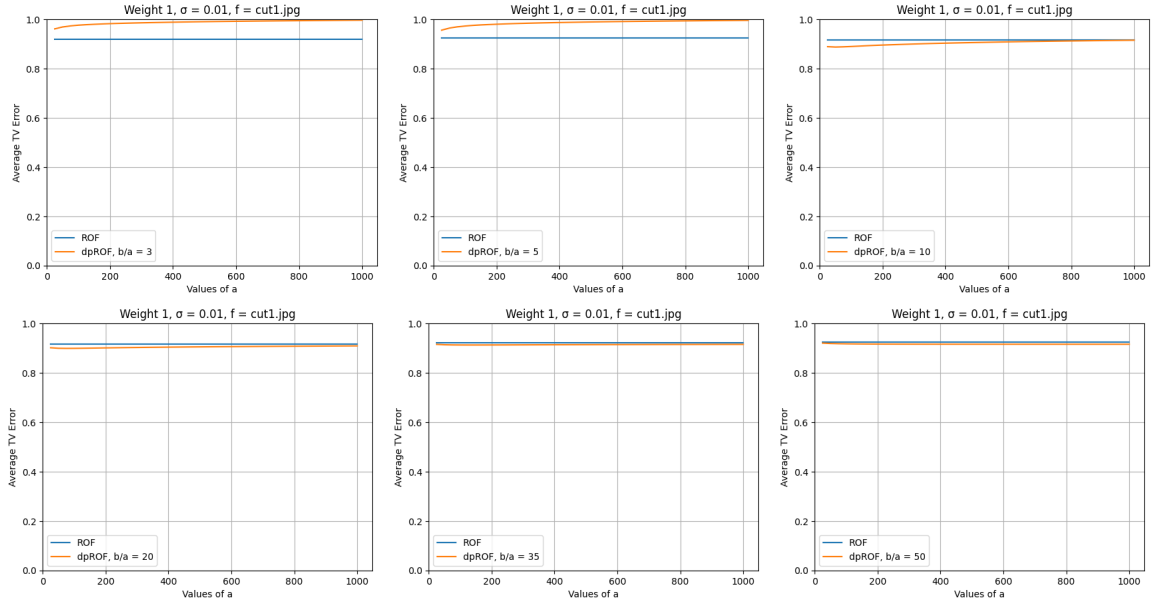 Weight 1, σ = 0.01, f = cut1.jpg
1.0
0.8
0.6
0.4
0.2
0.0
Average TV Error
ROF
dpROF, b/a = 3
0 200 400 600 800 1000
Values of a
Weight 1, σ = 0.01, f = cut1.jpg
1.0
0.8
0.6
0.4
0.2
0.0
Average TV Error
ROF
dpROF, b/a = 5
0 200 400 600 800 1000
Values of a
Weight 1, σ = 0.01, f = cut1.jpg
1.0
0.8
0.6
0.4
0.2
0.0
Average TV Error
ROF
dpROF, b/a = 10
0 200 400 600 800 1000
Values of a
Weight 1, σ = 0.01, f = cut1.jpg
1.0
0.8
0.6
0.4
0.2
0.0
Average TV Error
ROF
dpROF, b/a = 20
0 200 400 600 800 1000
Values of a
Weight 1, σ = 0.01, f = cut1.jpg
1.0
0.8
0.6
0.4
0.2
0.0
Average TV Error
ROF
dpROF, b/a = 35
0 200 400 600 800 1000
Values of a
Weight 1, σ = 0.01, f = cut1.jpg
1.0
0.8
0.6
0.4
0.2
0.0
Average TV Error
ROF
dpROF, b/a = 50
0 200 400 600 800 1000
Values of a